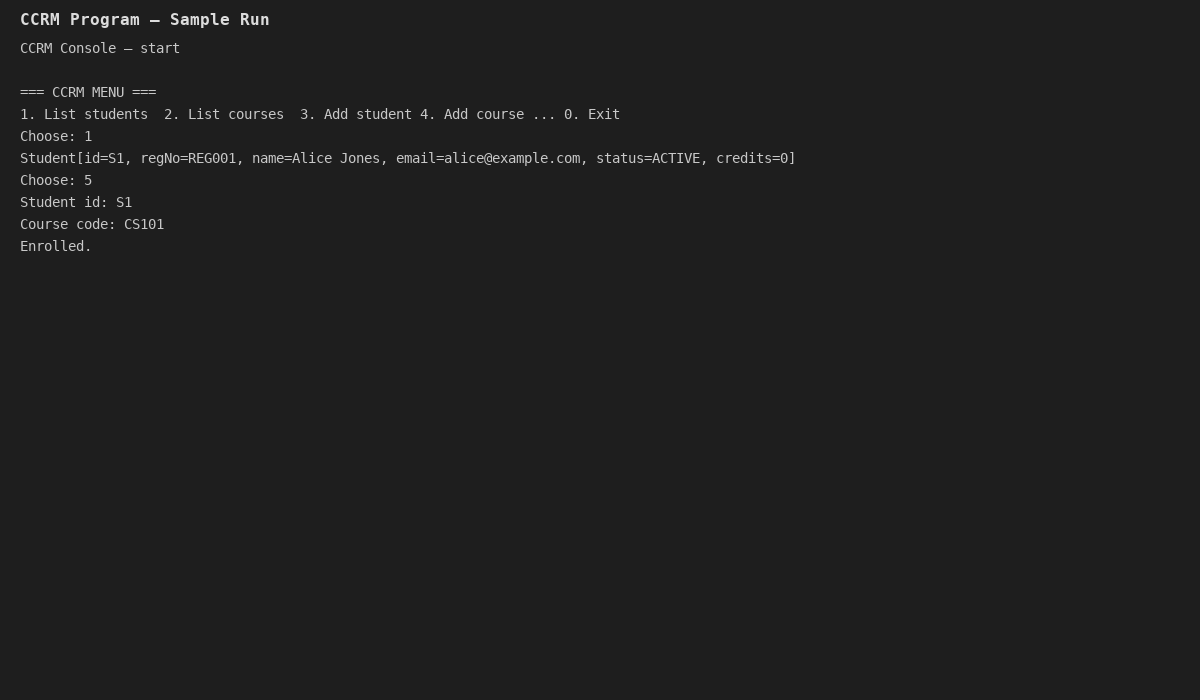 CCRM Program — Sample Run
CCRM Console — start
=== CCRM MENU ===
1. List students  2. List courses  3. Add student 4. Add course ... 0. Exit
Choose: 1
Student[id=S1, regNo=REG001, name=Alice Jones, email=alice@example.com, status=ACTIVE, credits=0]
Choose: 5
Student id: S1
Course code: CS101
Enrolled.